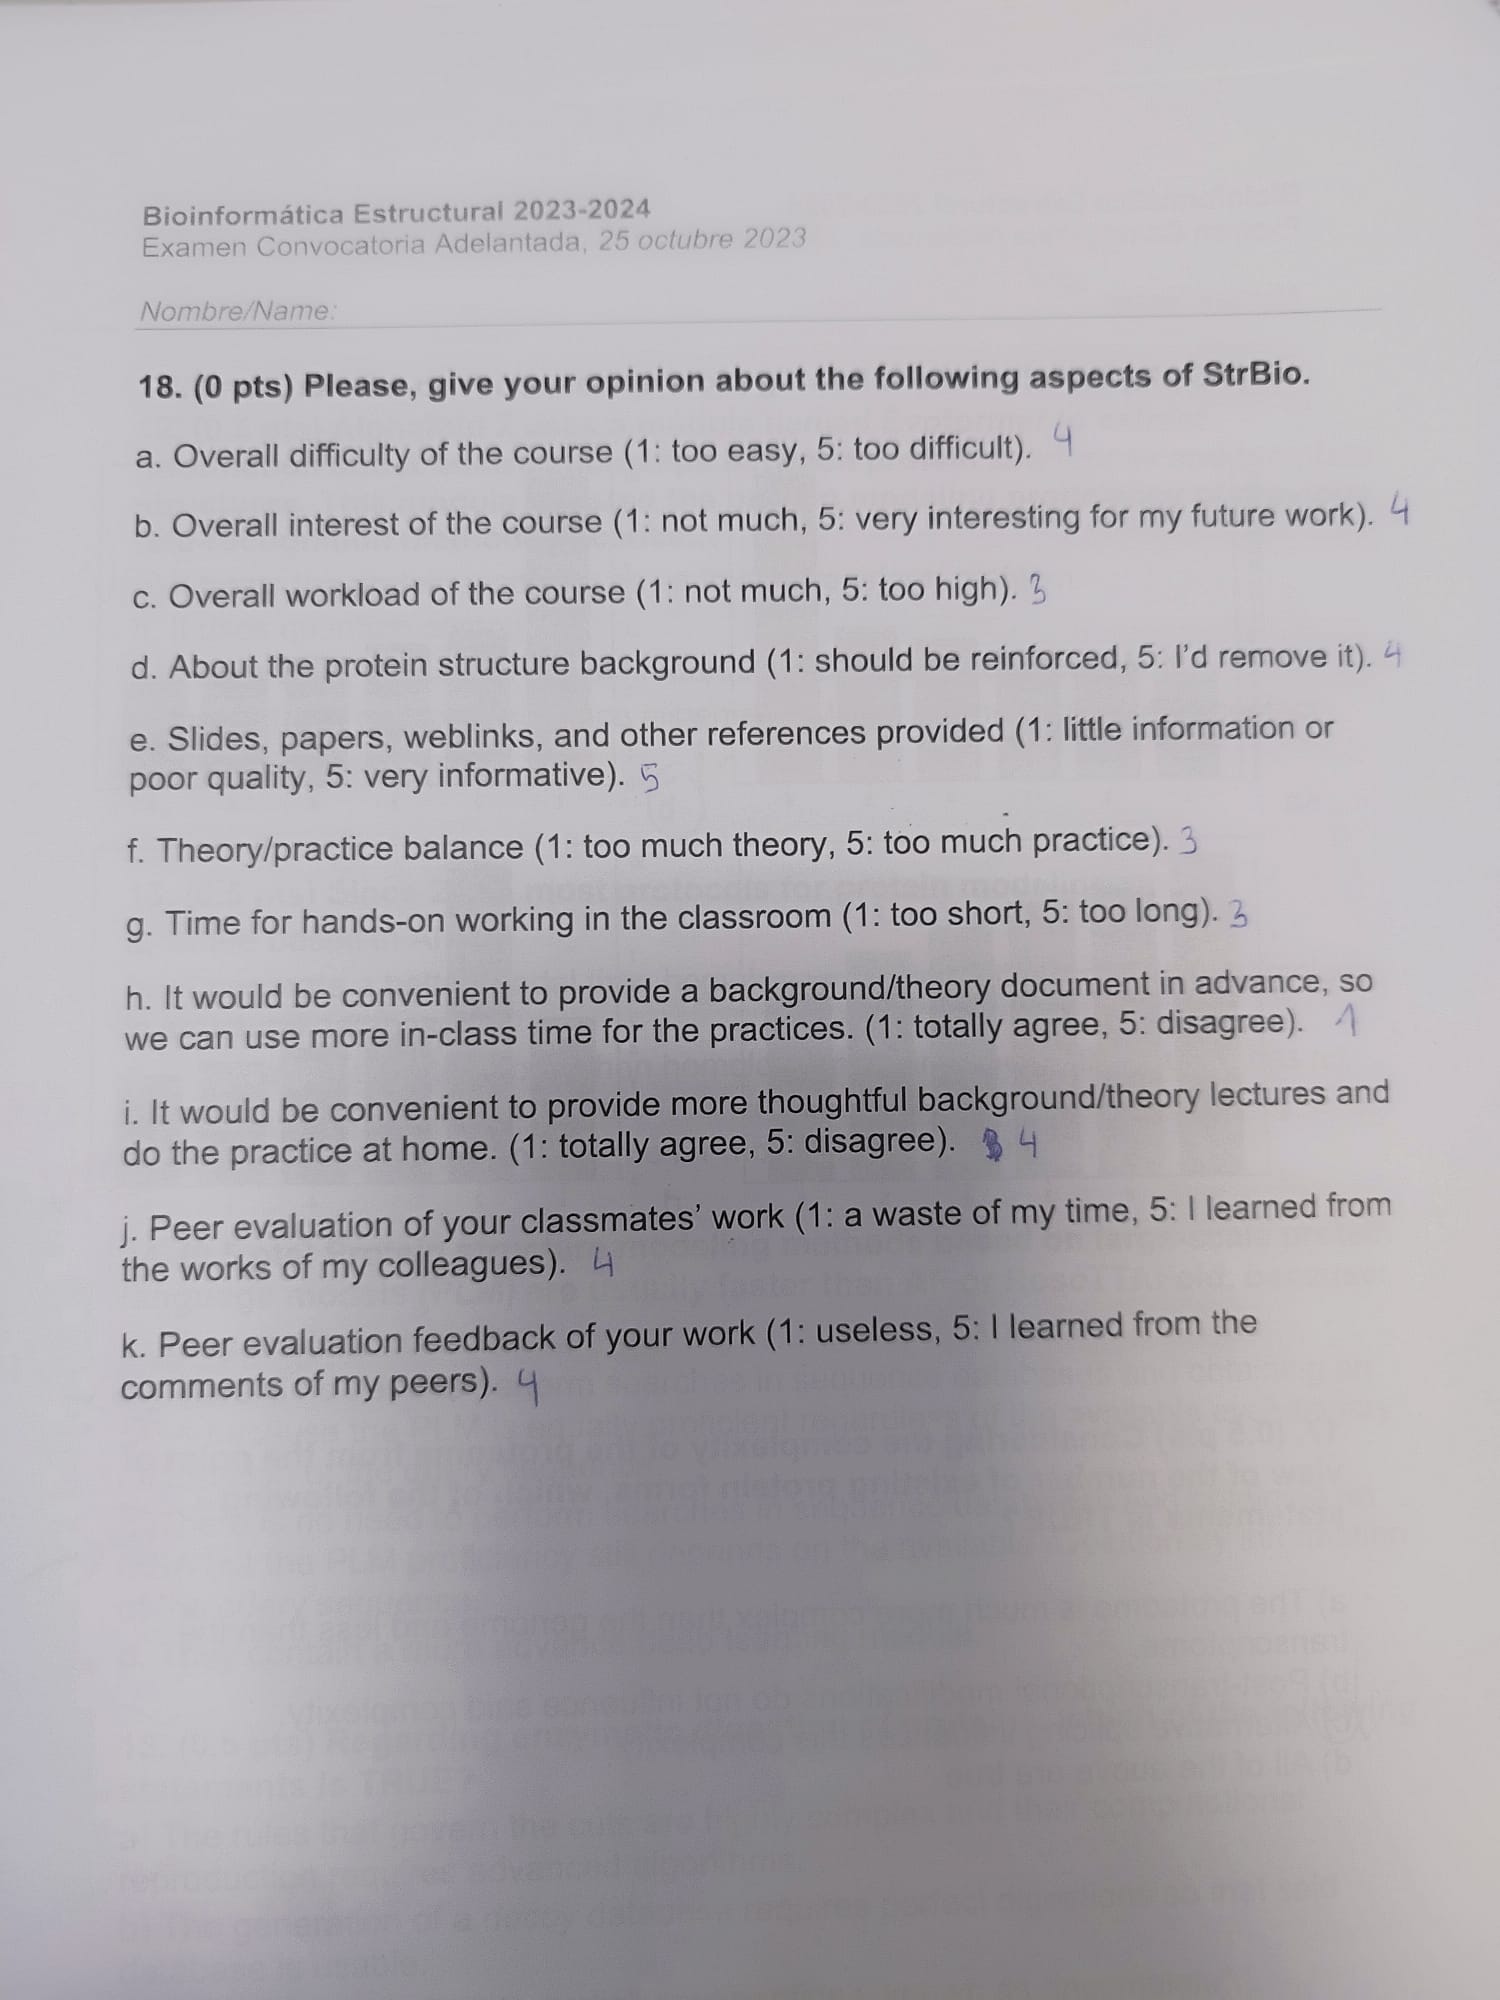 Bioinformática Estructural 2023-2024
Examen Convocatoria Adelantada, 25 octubre 2023
Nombre/Name:
18. (0 pts) Please, give your opinion about the following aspects of StrBio.
a. Overall difficulty of the course (1: too easy, 5: too difficult). 4
b. Overall interest of the course (1: not much, 5: very interesting for my future work). 4
c. Overall workload of the course (1: not much, 5: too high). 3
d. About the protein structure background (1: should be reinforced, 5: I'd remove it). 4
e. Slides, papers, weblinks, and other references provided (1: little information or
poor quality, 5: very informative). 5
f. Theory/practice balance (1: too much theory, 5: too much practice). 3
g. Time for hands-on working in the classroom (1: too short, 5: too long). 3
h. It would be convenient to provide a background/theory document in advance, so
we can use more in-class time for the practices. (1: totally agree, 5: disagree). 1
i. It would be convenient to provide more thoughtful background/theory lectures and
do the practice at home. (1: totally agree, 5: disagree). 4
j. Peer evaluation of your classmates' work (1: a waste of my time, 5: I learned from
the works of my colleagues). 4
k. Peer evaluation feedback of your work (1: useless, 5: I learned from the
comments of my peers). 4